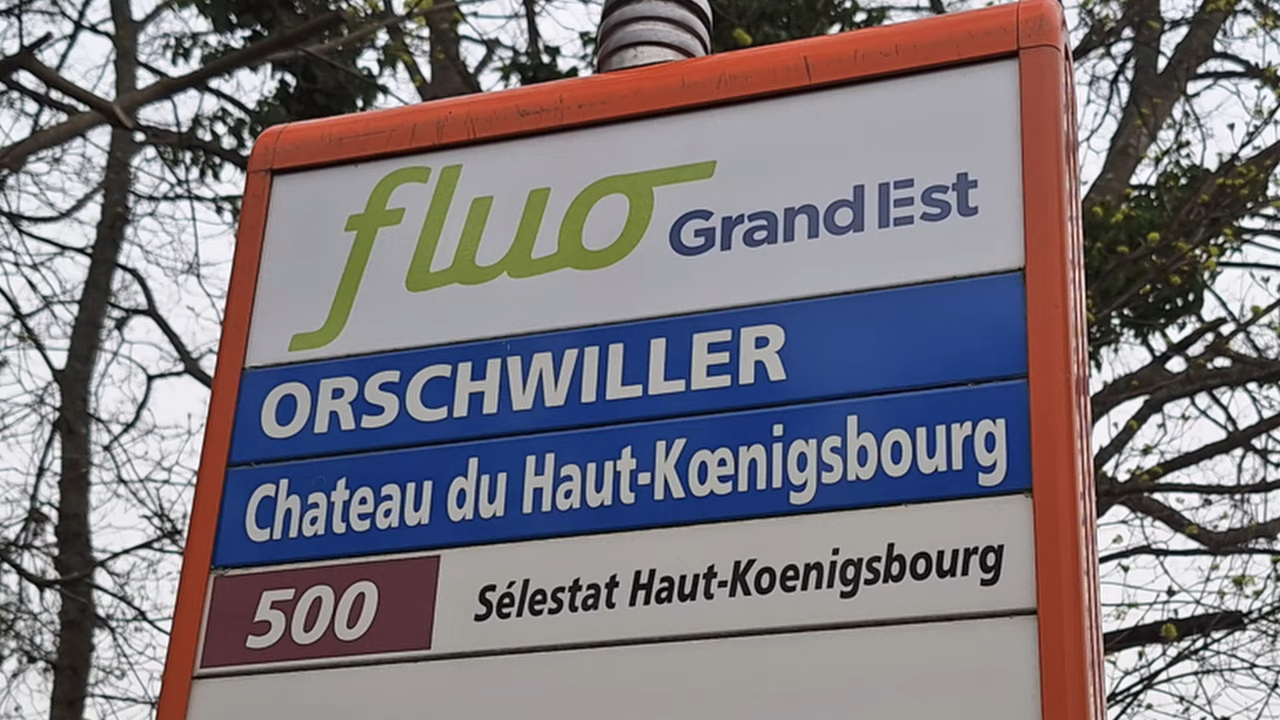 fluo Grand Est
ORSCHWILLER
Chateau du Haut-Kœnigsbourg
500 Sélestat Haut-Koenigsbourg